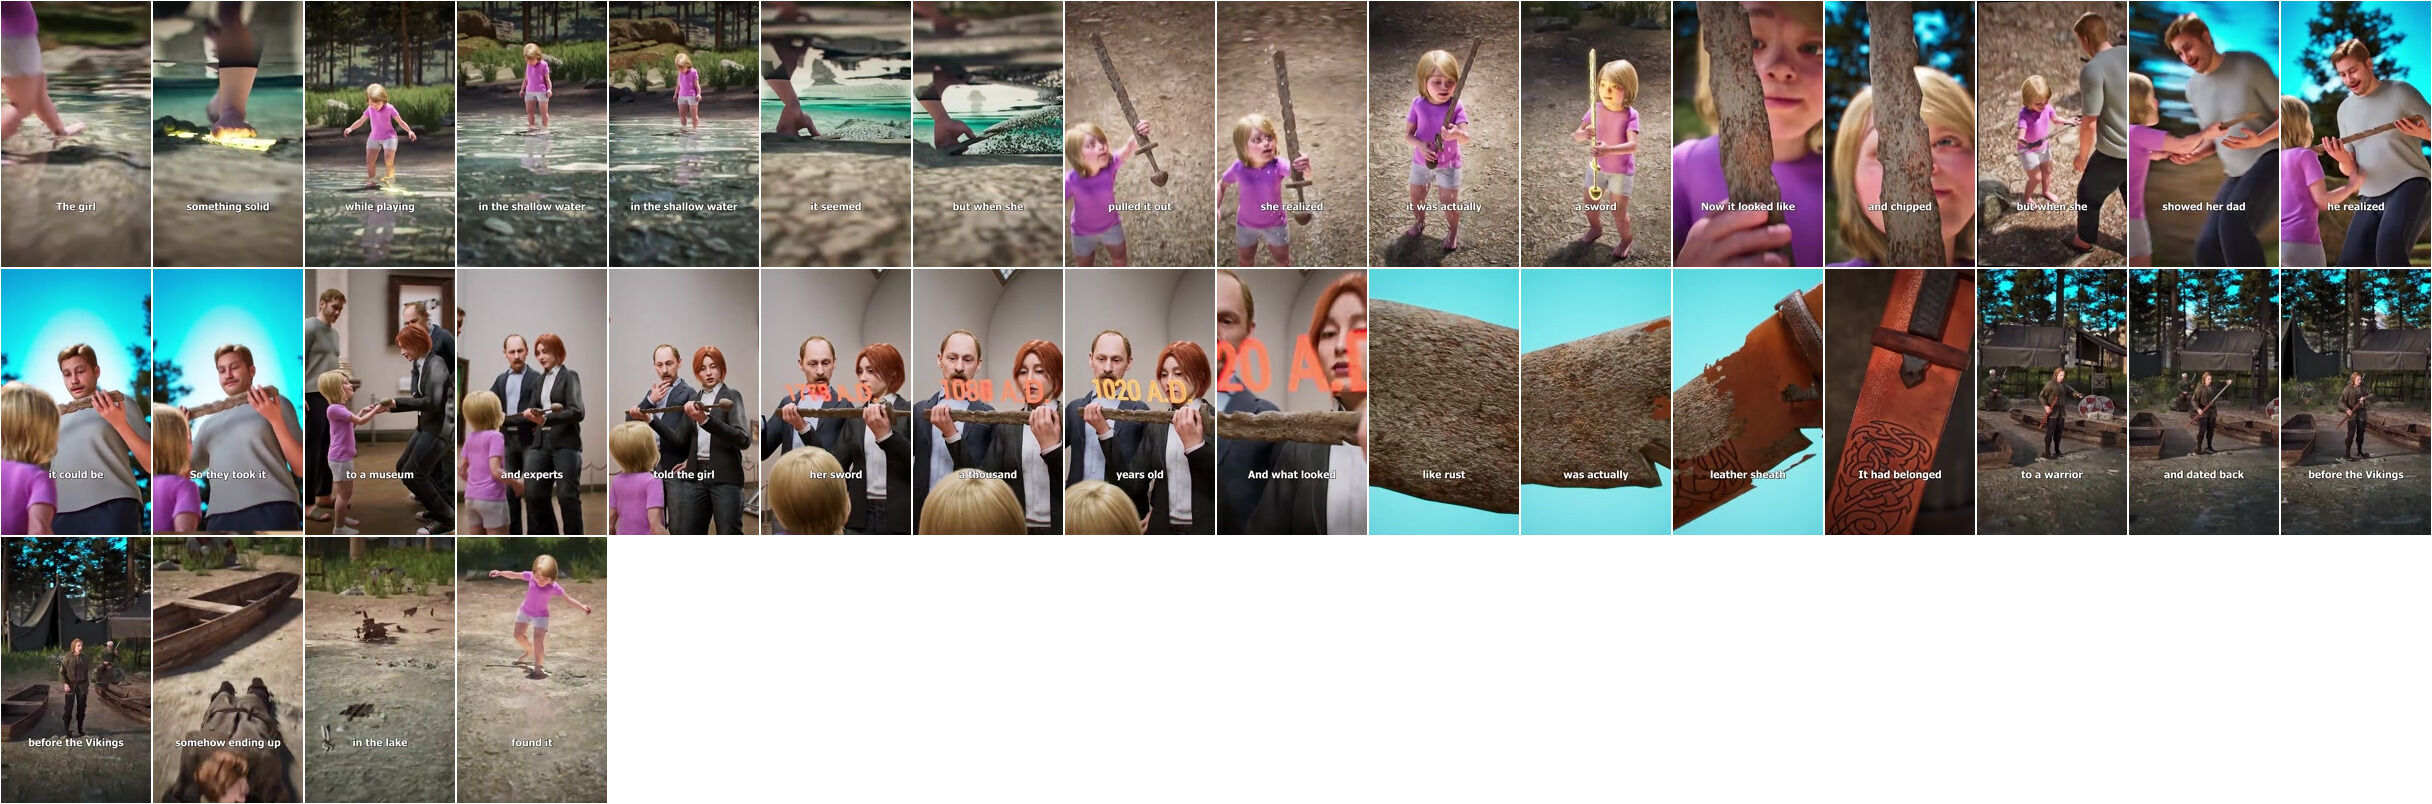 The girl
something solid
while playing
in the shallow water
in the shallow water
it seemed
but when she
pulled it out
she realized
it was actually
a sword
Now it looked like
and chipped
but when she
showed her dad
he realized
it could be
So they took it
to a museum
and experts
told the girl
A.D.
her sword
A.D.
a thousand
1020 A.D.
years old
20 A.D
And what looked
like rust
was actually
leather sheath
It had belonged
to a warrior
and dated back
before the Vikings
before the Vikings
somehow ending up
in the lake
found it